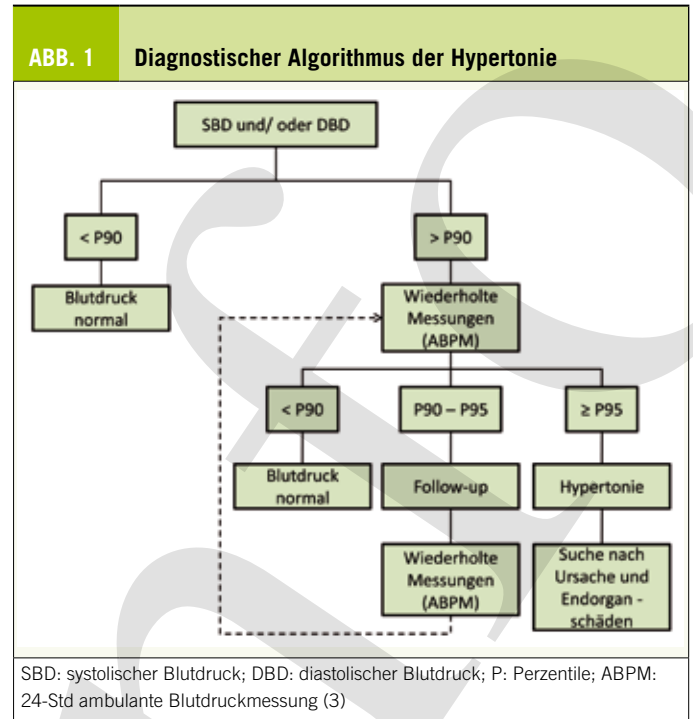 ABB. 1 Diagnostischer Algorithmus der Hypertonie
SBD und/ oder DBD
< P90
> P90
Blutdruck
normal
Wiederholte
Messungen
(ABPM)
< P90
P90 – P95
≥ P95
Blutdruck
normal
Follow-up
Hypertonie
Wiederholte
Messungen
(ABPM)
Suche nach
Ursache und
Endorgan -
schäden
SBD: systolischer Blutdruck; DBD: diastolischer Blutdruck; P: Perzentile; ABPM:
24-Std ambulante Blutdruckmessung (3)